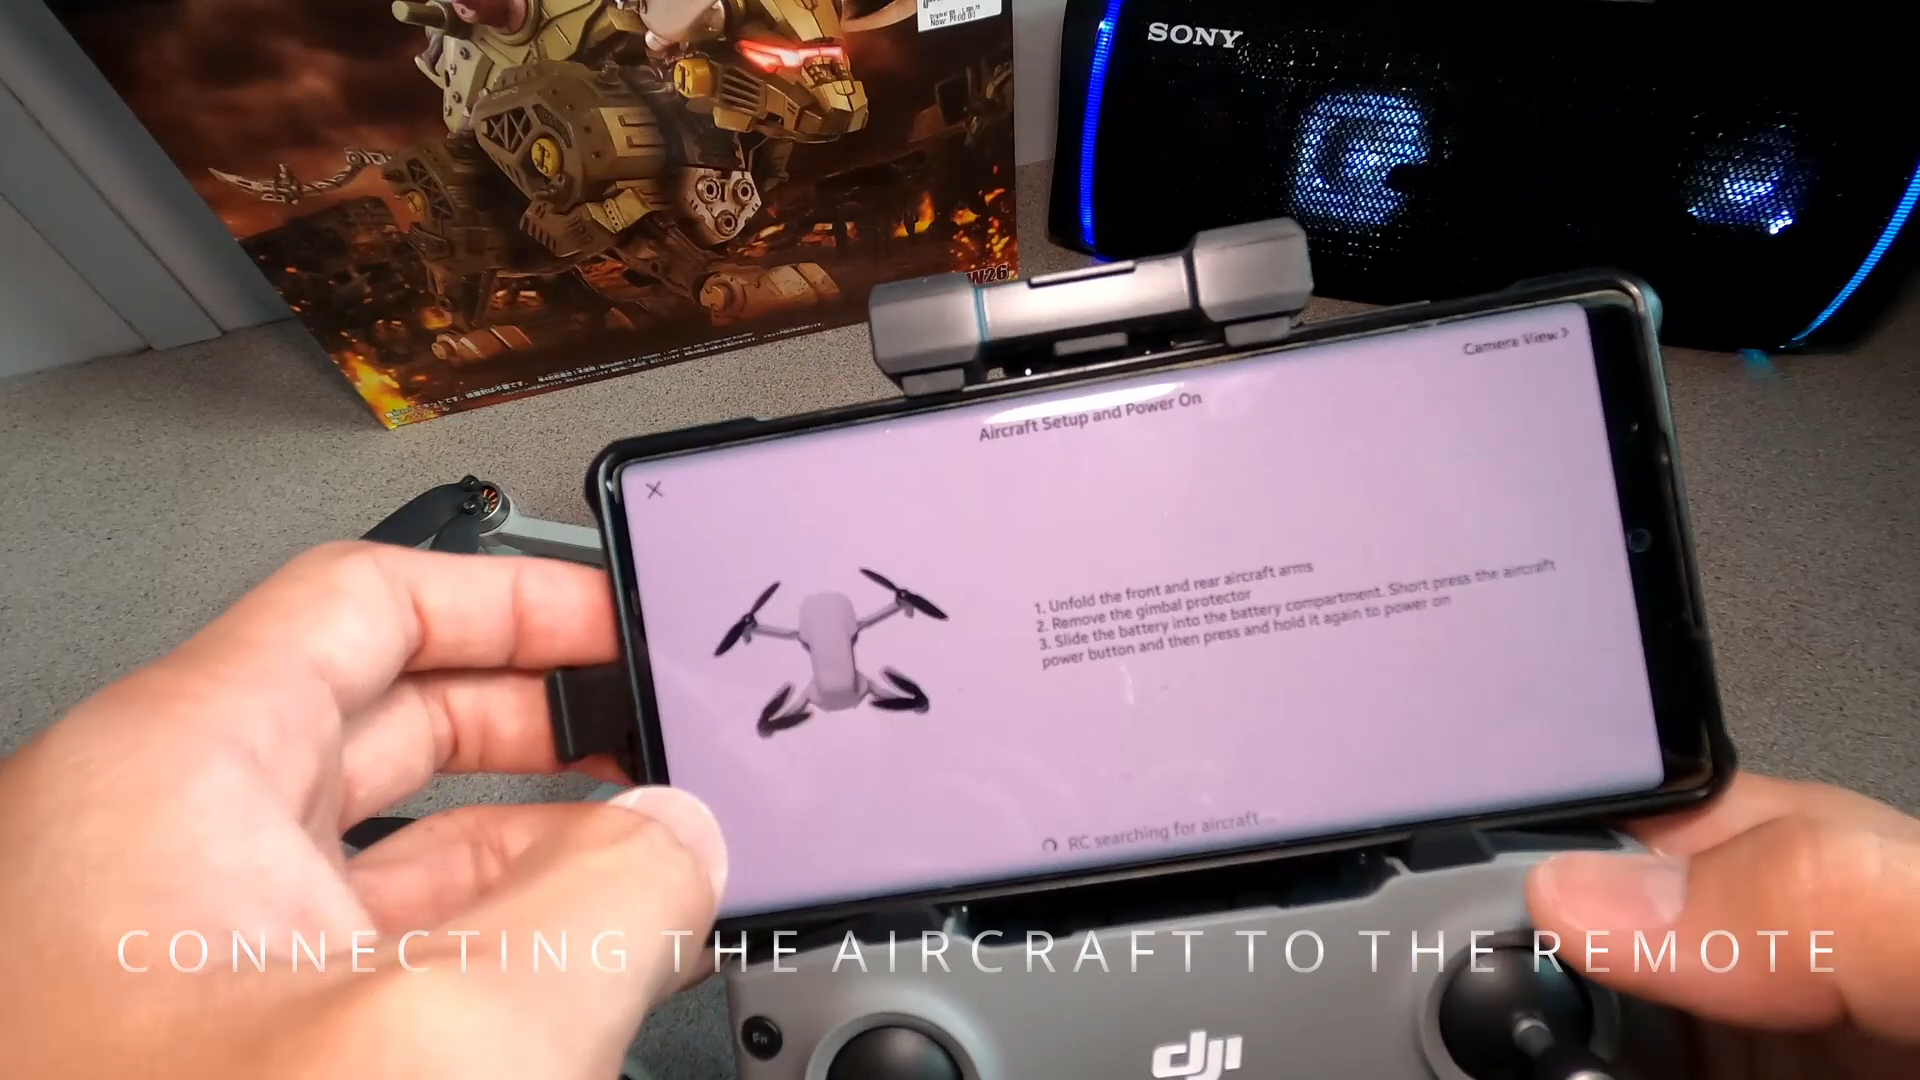 SONY
W26
Camera View >
Aircraft Setup and Power On
1. Unfold the front and rear aircraft arms
2. Remove the gimbal protector
3. Slide the battery into the battery compartment. Short press the aircraft
power button and then press and hold it again to power on
RC searching for aircraft...
CONNECTING THE AIRCRAFT TO THE REMOTE
Fn
dji